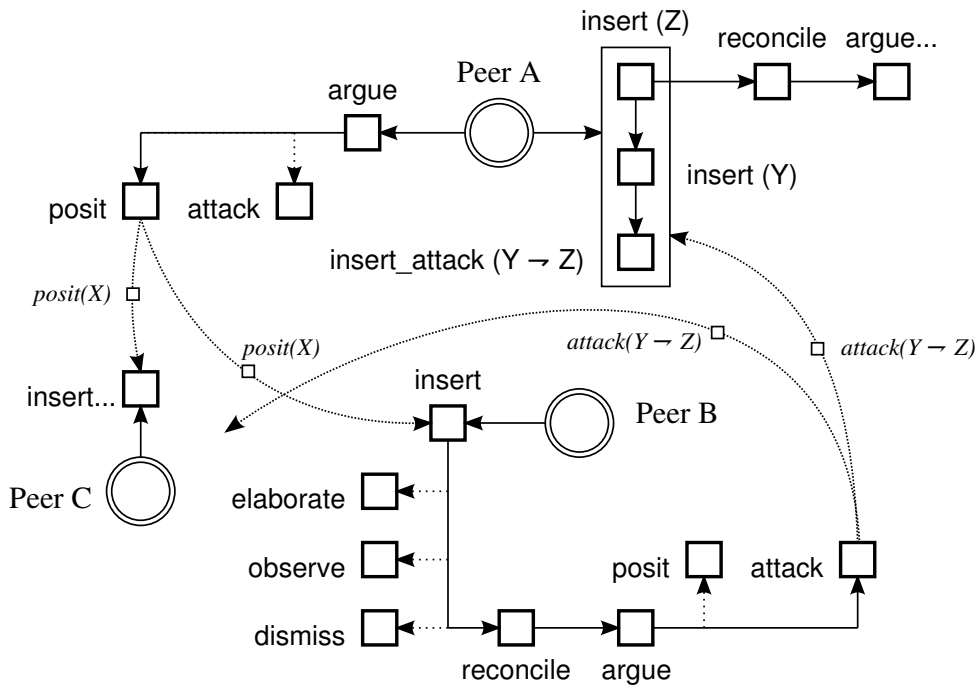 insert (Z)
reconcile
argue...
Peer A
argue
insert (Y)
posit
attack
insert_attack (Y ⇁ Z)
posit(X)
posit(X)
attack(Y ⇁ Z)
attack(Y ⇁ Z)
insert...
insert
Peer B
Peer C
elaborate
observe
posit
attack
dismiss
reconcile
argue